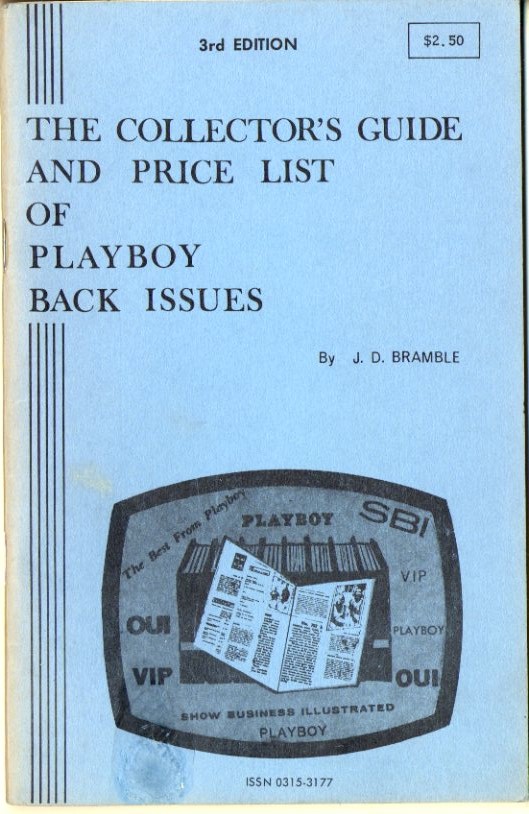 3rd EDITION
$2.50
THE COLLECTOR'S GUIDE
AND PRICE LIST
OF
PLAYBOY
BACK ISSUES
By J. D. BRAMBLE
The Best From Playboy
PLAYBOY
SBI
VIP
OUI
PLAYBOY
VIP
OUI
SHOW BUSINESS ILLUSTRATED
PLAYBOY
ISSN 0315-3177